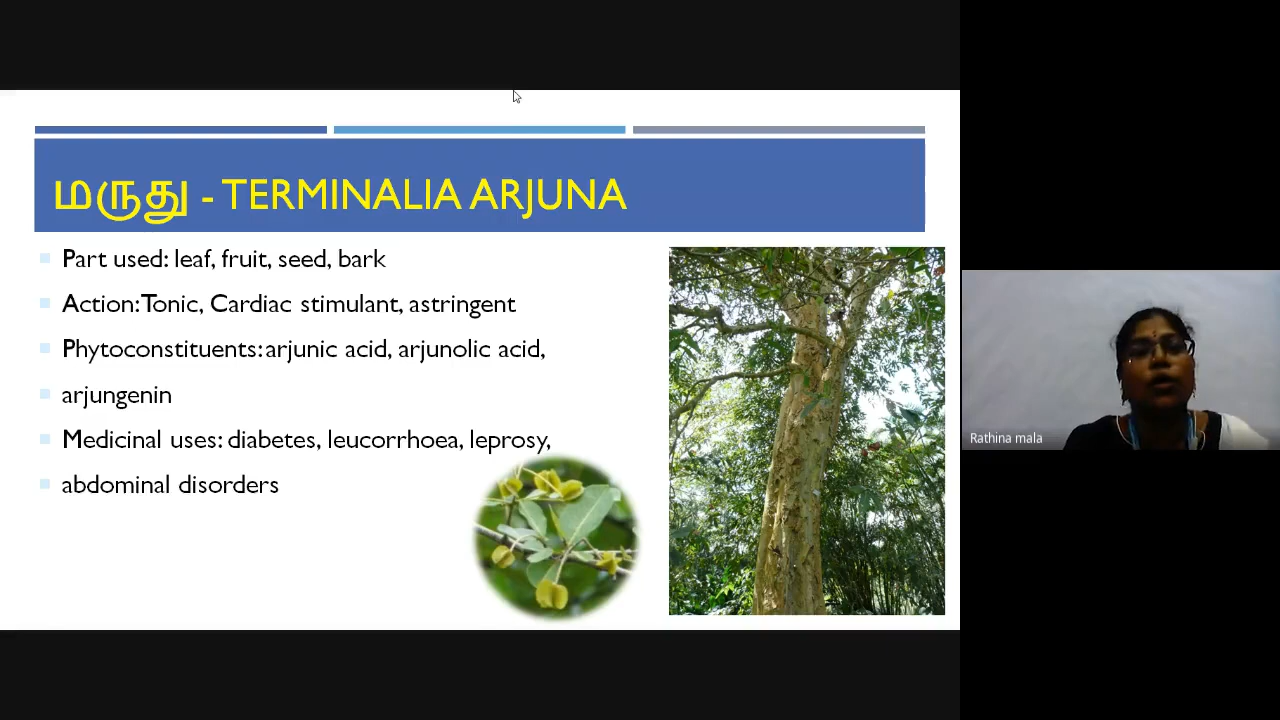 மருது - TERMINALIA ARJUNA
Part used: leaf, fruit, seed, bark
Action: Tonic, Cardiac stimulant, astringent
Phytoconstituents: arjunic acid, arjunolic acid,
arjungenin
Medicinal uses: diabetes, leucorrhoea, leprosy,
abdominal disorders
Rathina mala